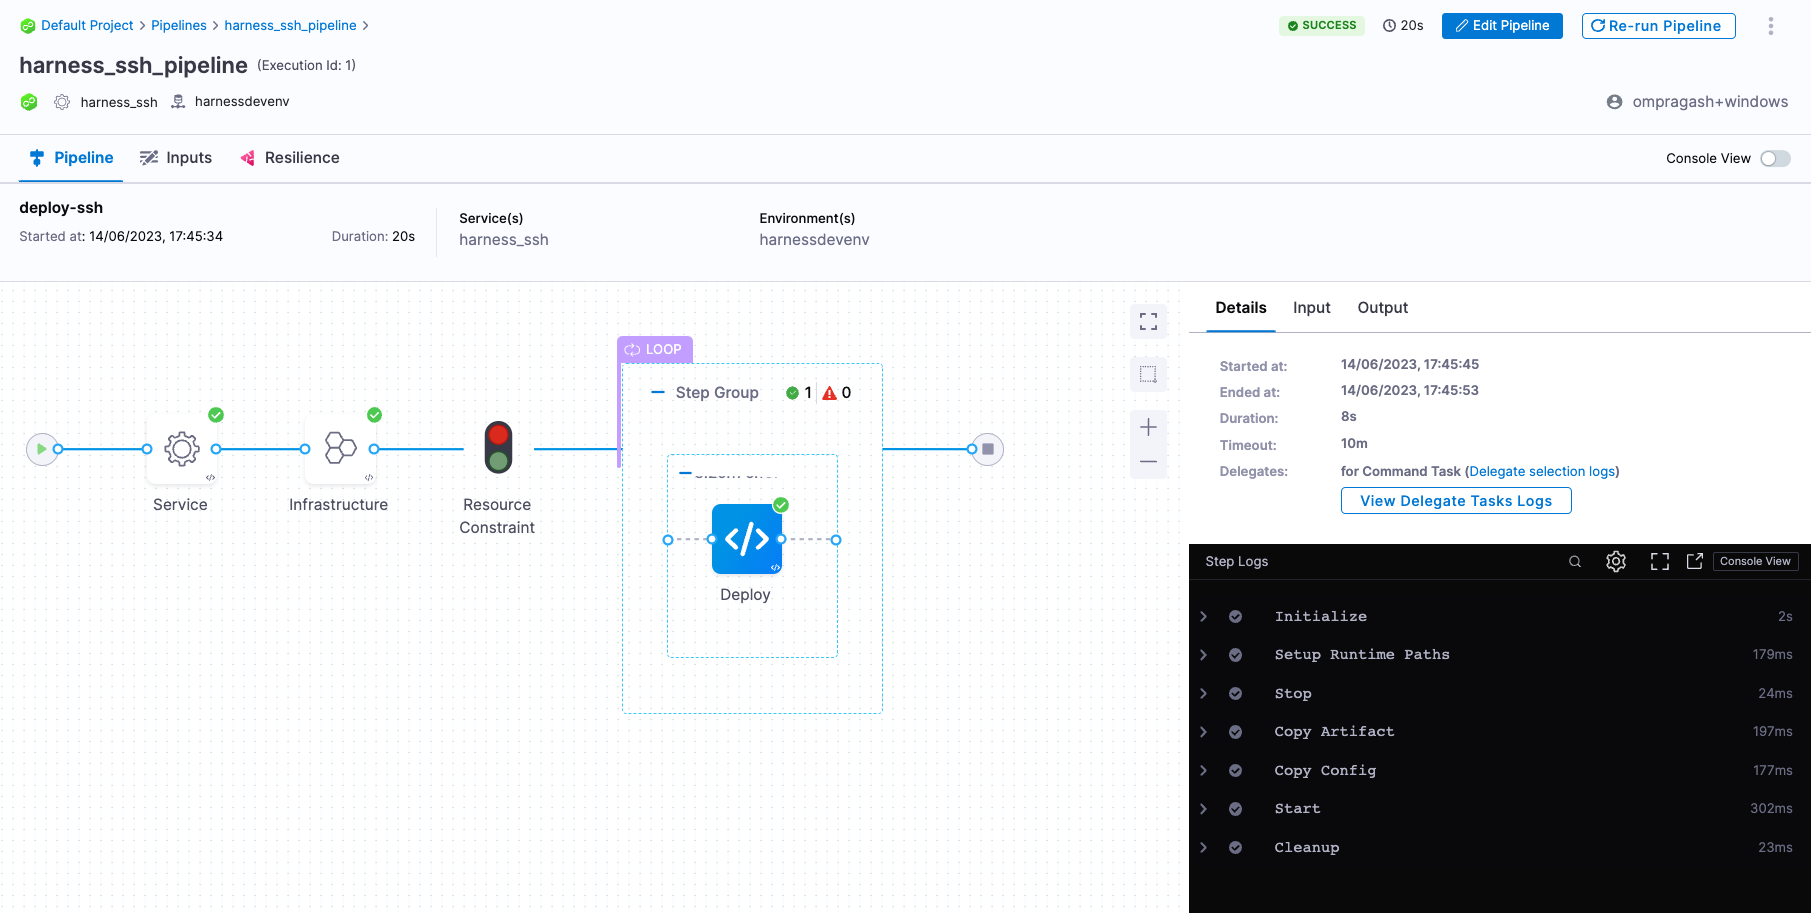 Default Project > Pipelines > harness_ssh_pipeline >
SUCCESS 20s Edit Pipeline Re-run Pipeline
harness_ssh_pipeline (Execution Id: 1)
harness_ssh harnessdevenv
ompragash+windows
Pipeline Inputs Resilience
Console View
deploy-ssh
Started at: 14/06/2023, 17:45:34 Duration: 20s
Service(s)
harness_ssh
Environment(s)
harnessdevenv
LOOP
Step Group 1 0
Service
Infrastructure
Resource
Constraint
Deploy
Details Input Output
Started at: 14/06/2023, 17:45:45
Ended at: 14/06/2023, 17:45:53
Duration: 8s
Timeout: 10m
Delegates: for Command Task (Delegate selection logs)
View Delegate Tasks Logs
Step Logs Console View
Initialize 2s
Setup Runtime Paths 179ms
Stop 24ms
Copy Artifact 197ms
Copy Config 177ms
Start 302ms
Cleanup 23ms